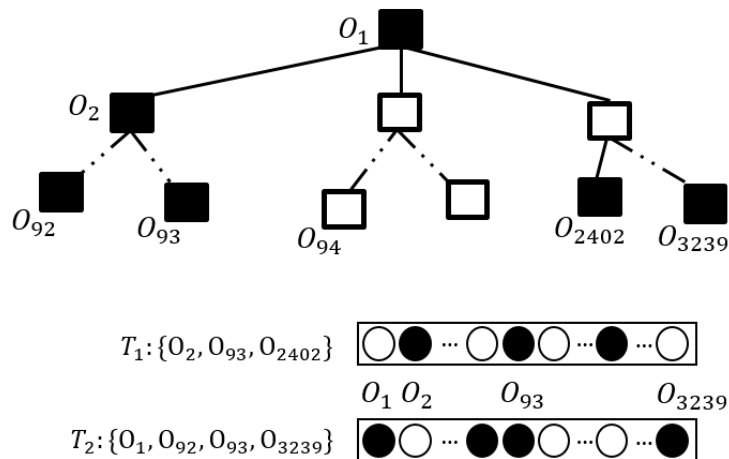 O₁
O₂
O₉₂ O₉₃ O₉₄ O₂₄₀₂ O₃₂₃₉
T₁:{O₂, O₉₃, O₂₄₀₂} ... ... ...
O₁ O₂ O₉₃ O₃₂₃₉
T₂:{O₁, O₉₂, O₉₃, O₃₂₃₉} ... ... ...